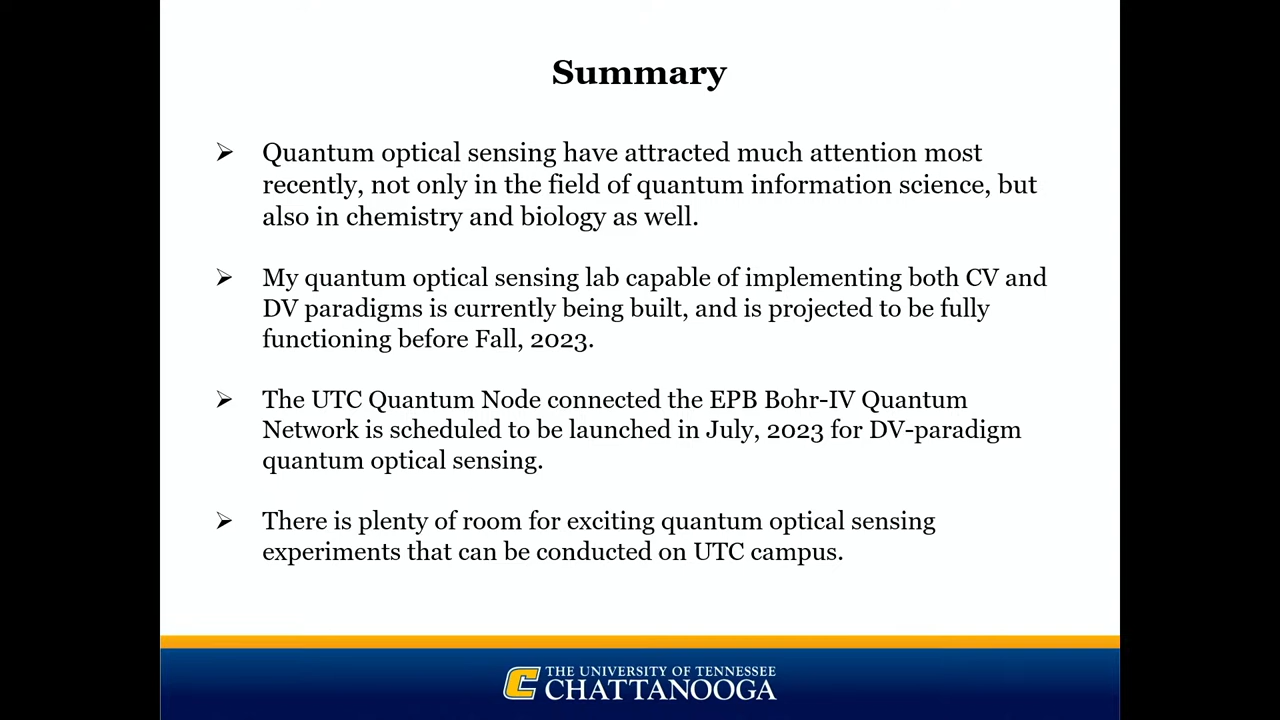 Summary
➢ Quantum optical sensing have attracted much attention most
recently, not only in the field of quantum information science, but
also in chemistry and biology as well.
➢ My quantum optical sensing lab capable of implementing both CV and
DV paradigms is currently being built, and is projected to be fully
functioning before Fall, 2023.
➢ The UTC Quantum Node connected the EPB Bohr-IV Quantum
Network is scheduled to be launched in July, 2023 for DV-paradigm
quantum optical sensing.
➢ There is plenty of room for exciting quantum optical sensing
experiments that can be conducted on UTC campus.
C THE UNIVERSITY OF TENNESSEE
CHATTANOOGA